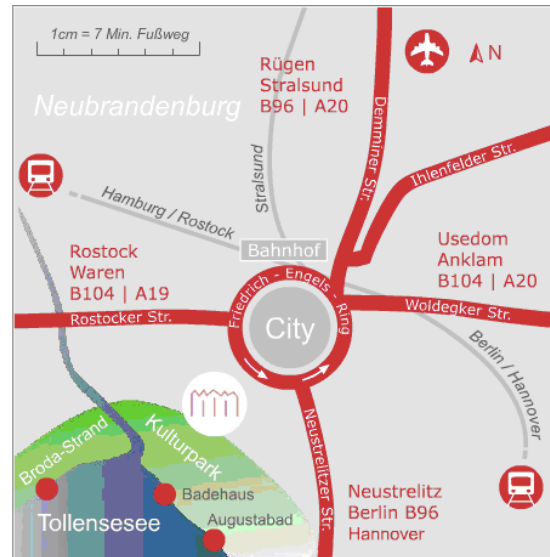 1cm = 7 Min. Fußweg
Neubrandenburg
Rügen
Stralsund
B96 | A20
N
Demminer Str.
Ihlenfelder Str.
Stralsund
Hamburg / Rostock
Bahnhof
Rostock
Waren
B104 | A19
Usedom
Anklam
B104 | A20
Friedrich - Engels - Ring
City
Rostocker Str.
Woldegker Str.
Berlin / Hannover
Neustrelitzer Str.
Broda-Strand
Kulturpark
Badehaus
Tollensesee
Augustabad
Neustrelitz
Berlin B96
Hannover